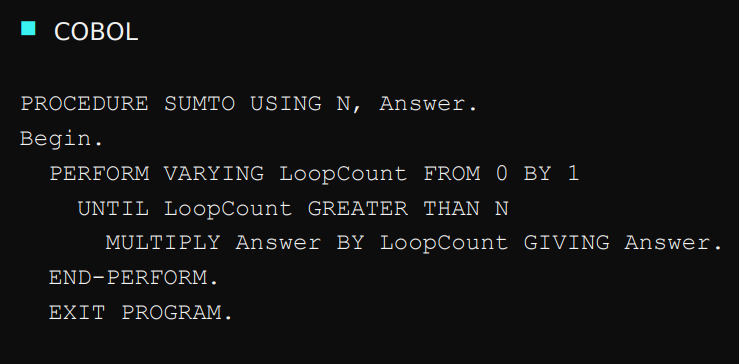 COBOL
PROCEDURE SUMTO USING N, Answer.
Begin.
PERFORM VARYING LoopCount FROM 0 BY 1
UNTIL LoopCount GREATER THAN N
MULTIPLY Answer BY LoopCount GIVING Answer.
END-PERFORM.
EXIT PROGRAM.